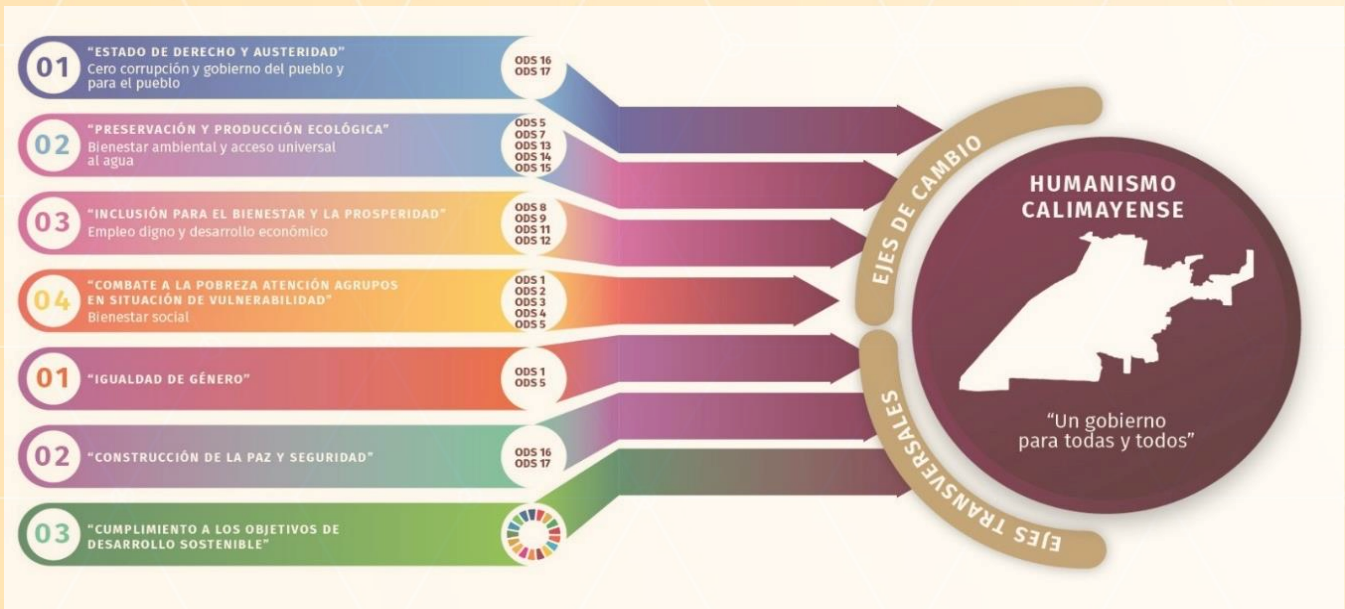 01
"ESTADO DE DERECHO Y AUSTERIDAD"
Cero corrupción y gobierno del pueblo y
para el pueblo
ODS 16
ODS 17
02
"PRESERVACIÓN Y PRODUCCIÓN ECOLÓGICA"
Bienestar ambiental y acceso universal
al agua
ODS 5
ODS 7
ODS 13
ODS 14
ODS 15
03
"INCLUSIÓN PARA EL BIENESTAR Y LA PROSPERIDAD"
Empleo digno y desarrollo económico
ODS 8
ODS 9
ODS 11
ODS 12
04
"COMBATE A LA POBREZA ATENCIÓN AGRUPOS
EN SITUACIÓN DE VULNERABILIDAD"
Bienestar social
ODS 1
ODS 2
ODS 3
ODS 4
ODS 5
01
"IGUALDAD DE GÉNERO"
ODS 1
ODS 5
02
"CONSTRUCCIÓN DE LA PAZ Y SEGURIDAD"
ODS 16
ODS 17
03
"CUMPLIMIENTO A LOS OBJETIVOS DE
DESARROLLO SOSTENIBLE"
EJES DE CAMBIO
EJES TRANSVERSALES
HUMANISMO
CALIMAYENSE
"Un gobierno
para todas y todos"